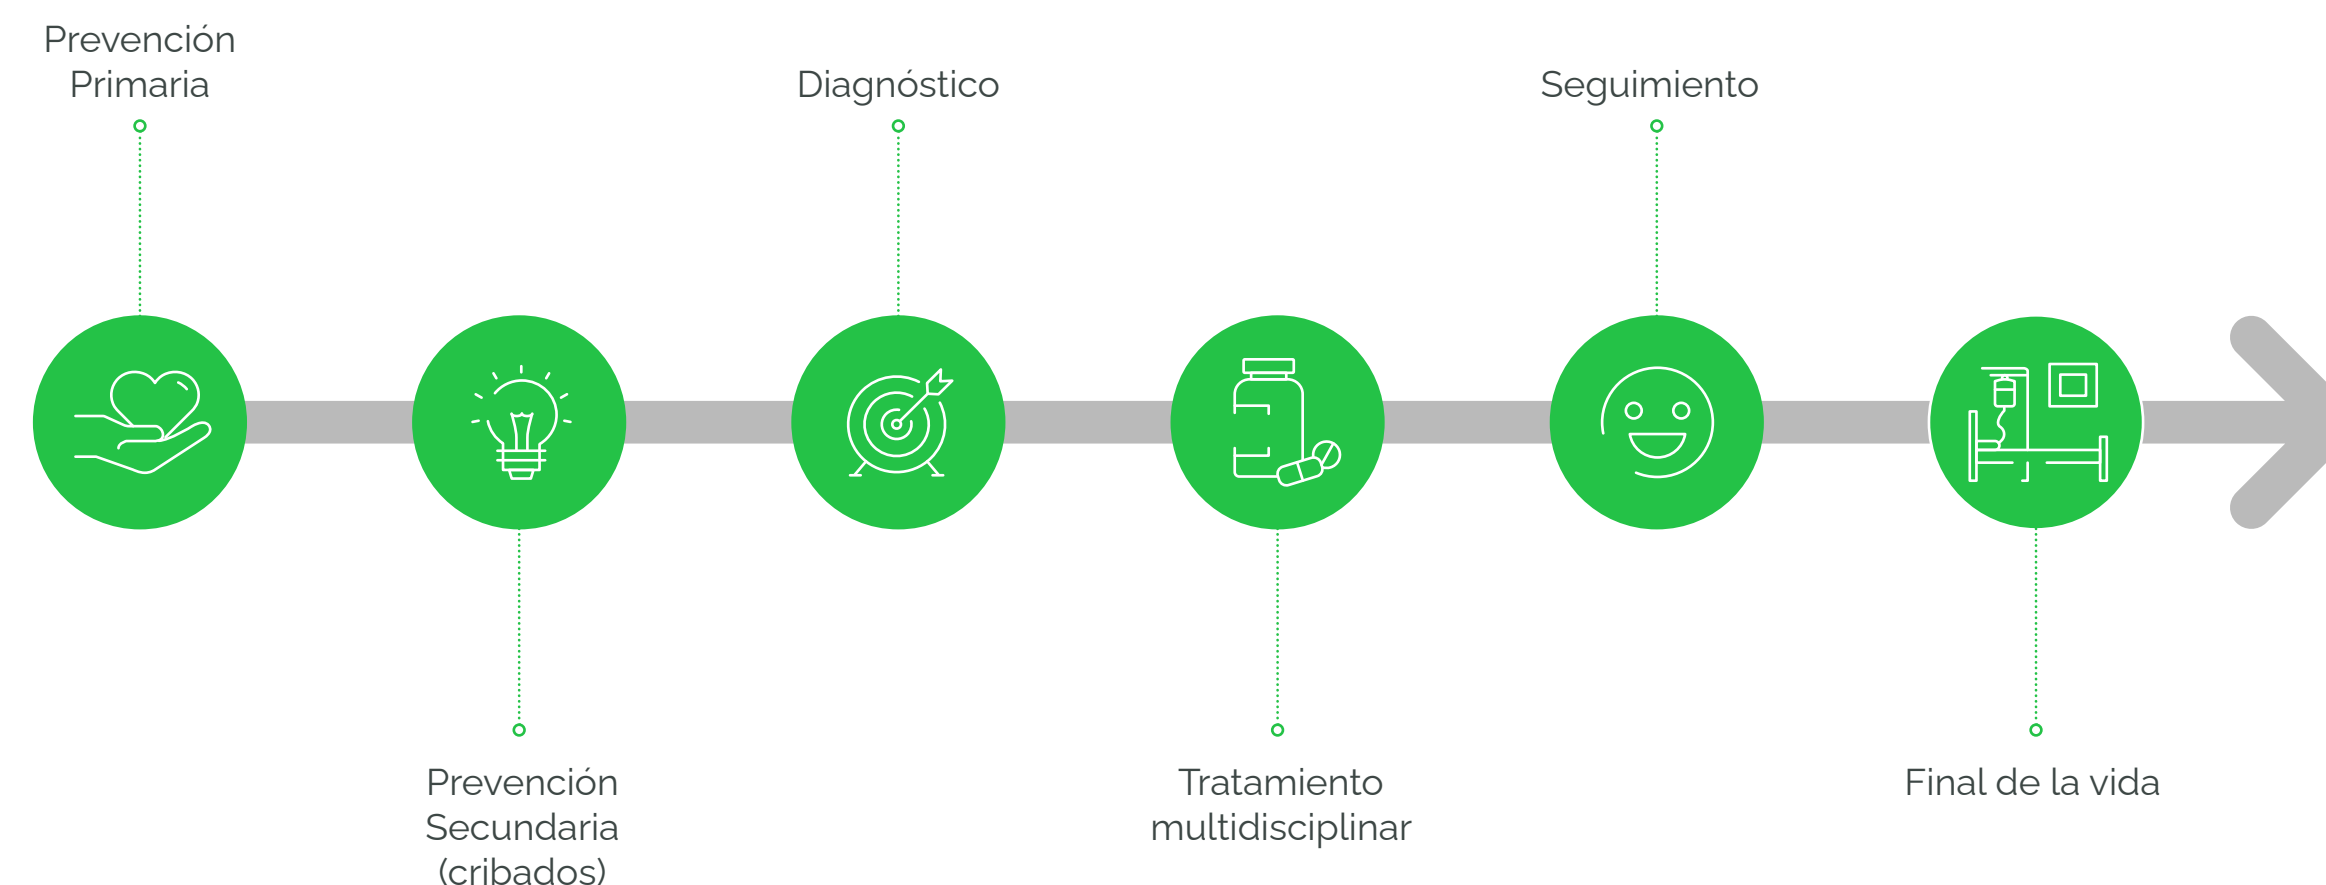 Prevención
Primaria
Prevención
Secundaria
(cribados)
Diagnóstico
Tratamiento
multidisciplinar
Seguimiento
Final de la vida